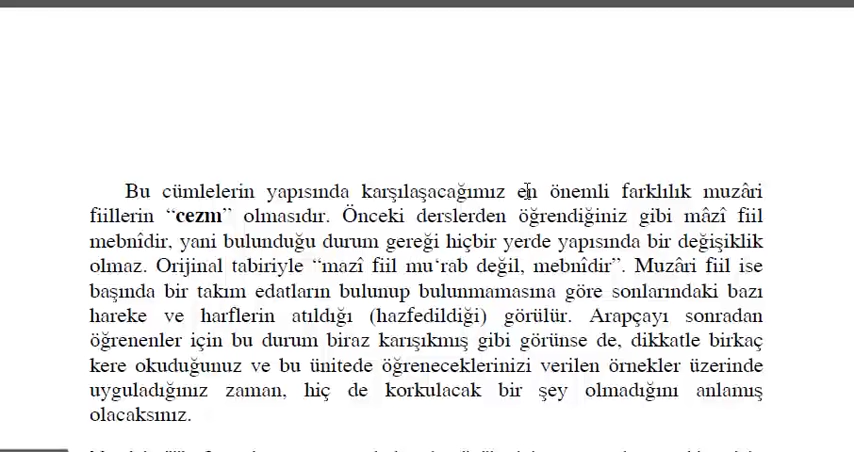 Bu cümlelerin yapısında karşılaşacağımız en önemli farklılık muzâri
fiillerin “cezm” olmasıdır. Önceki derslerden öğrendiğiniz gibi mâzî fiil
mebnîdir, yani bulunduğu durum gereği hiçbir yerde yapısında bir değişiklik
olmaz. Orijinal tabiriyle “mazî fiil mu‘rab değil, mebnîdir”. Muzâri fiil ise
başında bir takım edatların bulunup bulunmamasına göre sonlarındaki bazı
hareke ve harflerin atıldığı (hazfedildiği) görülür. Arapçayı sonradan
öğrenenler için bu durum biraz karışıkmış gibi görünse de, dikkatle birkaç
kere okuduğunuz ve bu ünitede öğreneceklerinizi verilen örnekler üzerinde
uyguladığınız zaman, hiç de korkulacak bir şey olmadığını anlamış
olacaksınız.